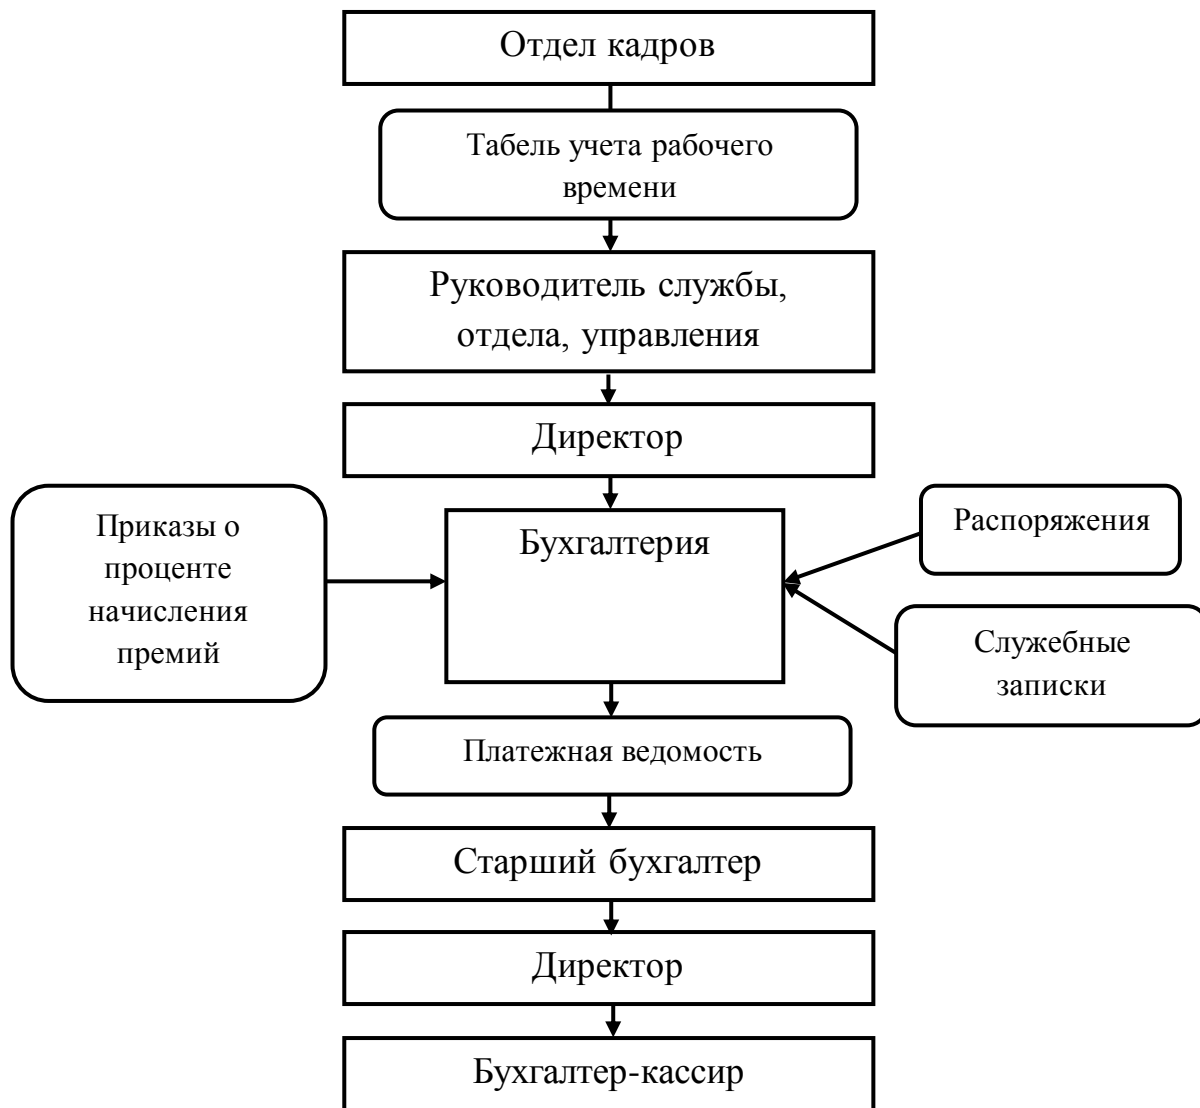 Отдел кадров
Табель учета рабочего
времени
Руководитель службы,
отдела, управления
Директор
Приказы о
проценте
начисления
премий
Бухгалтерия
Распоряжения
Служебные
записки
Платежная ведомость
Старший бухгалтер
Директор
Бухгалтер-кассир